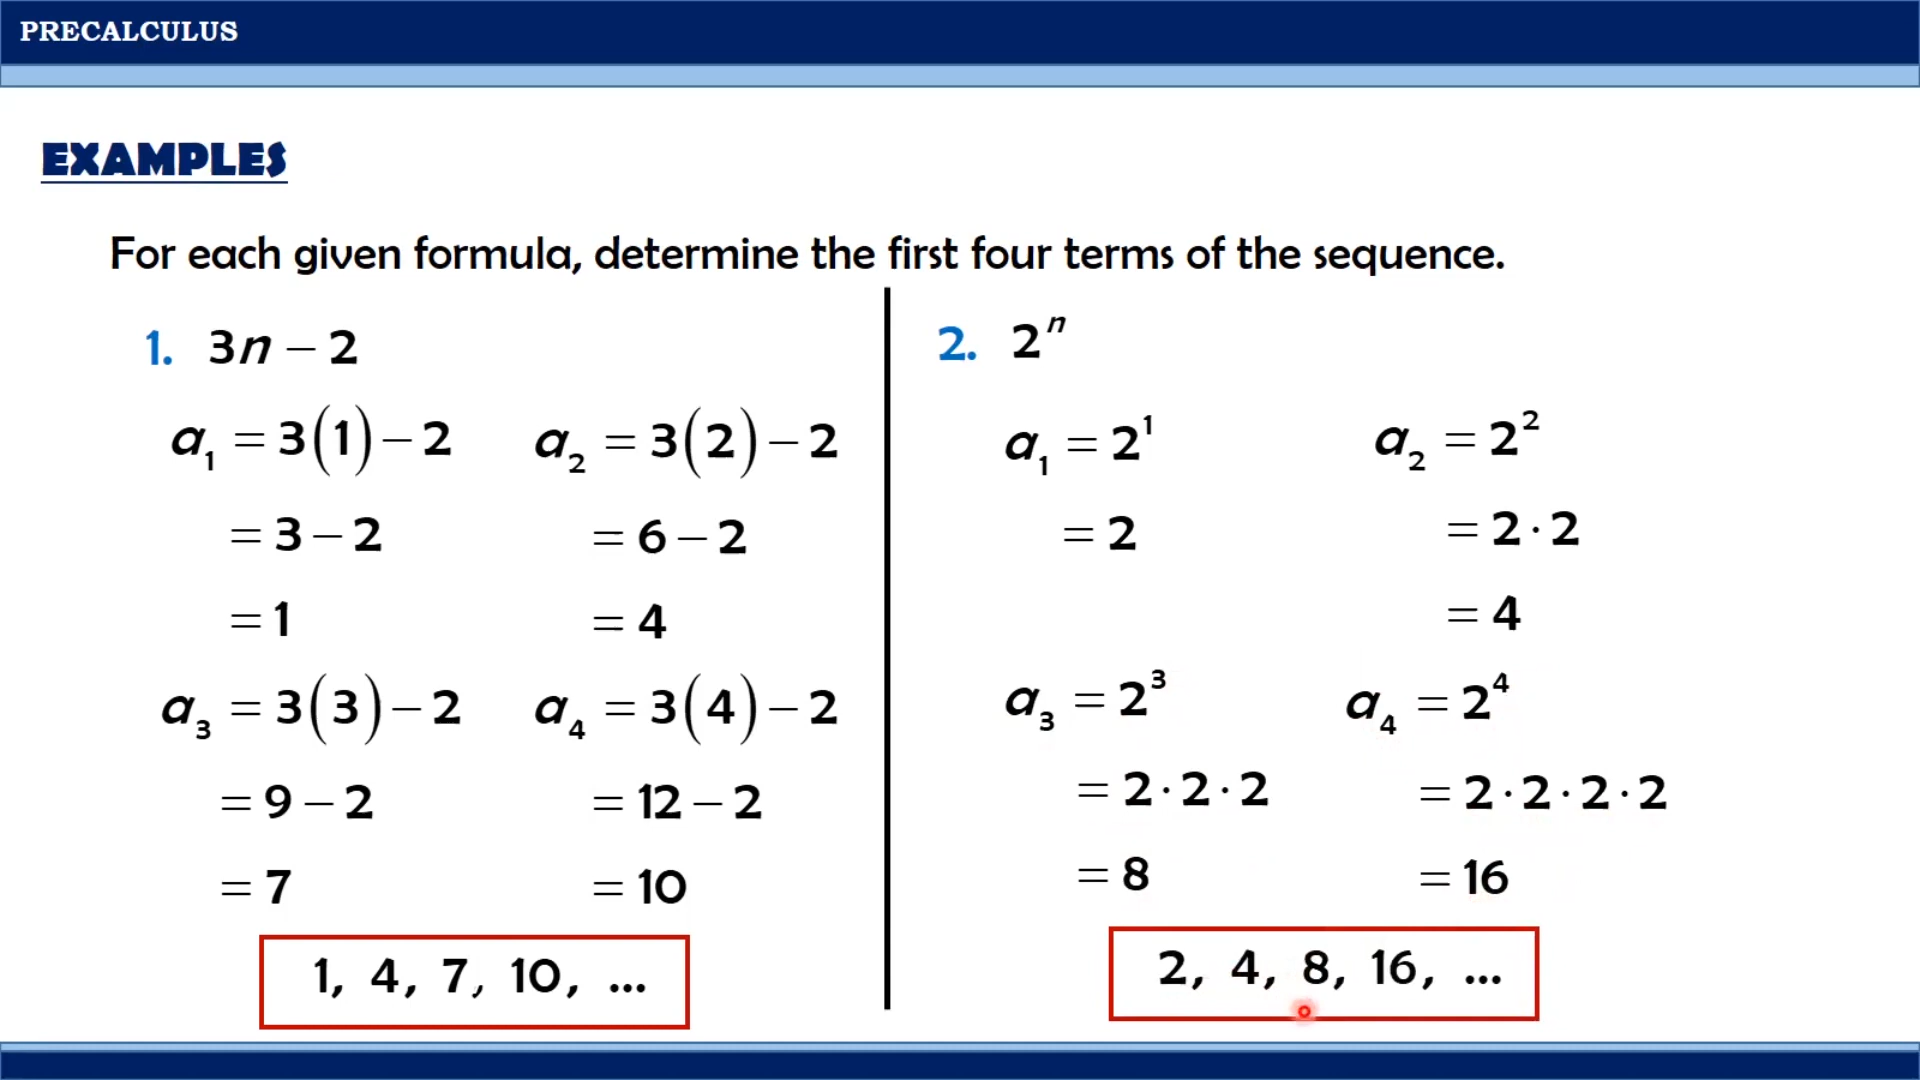 PRECALCULUS
EXAMPLES
For each given formula, determine the first four terms of the sequence.
1. 3n − 2
a₁ = 3(1) − 2
= 3 − 2
= 1
a₂ = 3(2) − 2
= 6 − 2
= 4
a₃ = 3(3) − 2
= 9 − 2
= 7
a₄ = 3(4) − 2
= 12 − 2
= 10
1, 4, 7, 10, ...
2. 2ⁿ
a₁ = 2¹
= 2
a₂ = 2²
= 2 · 2
= 4
a₃ = 2³
= 2 · 2 · 2
= 8
a₄ = 2⁴
= 2 · 2 · 2 · 2
= 16
2, 4, 8, 16, ...